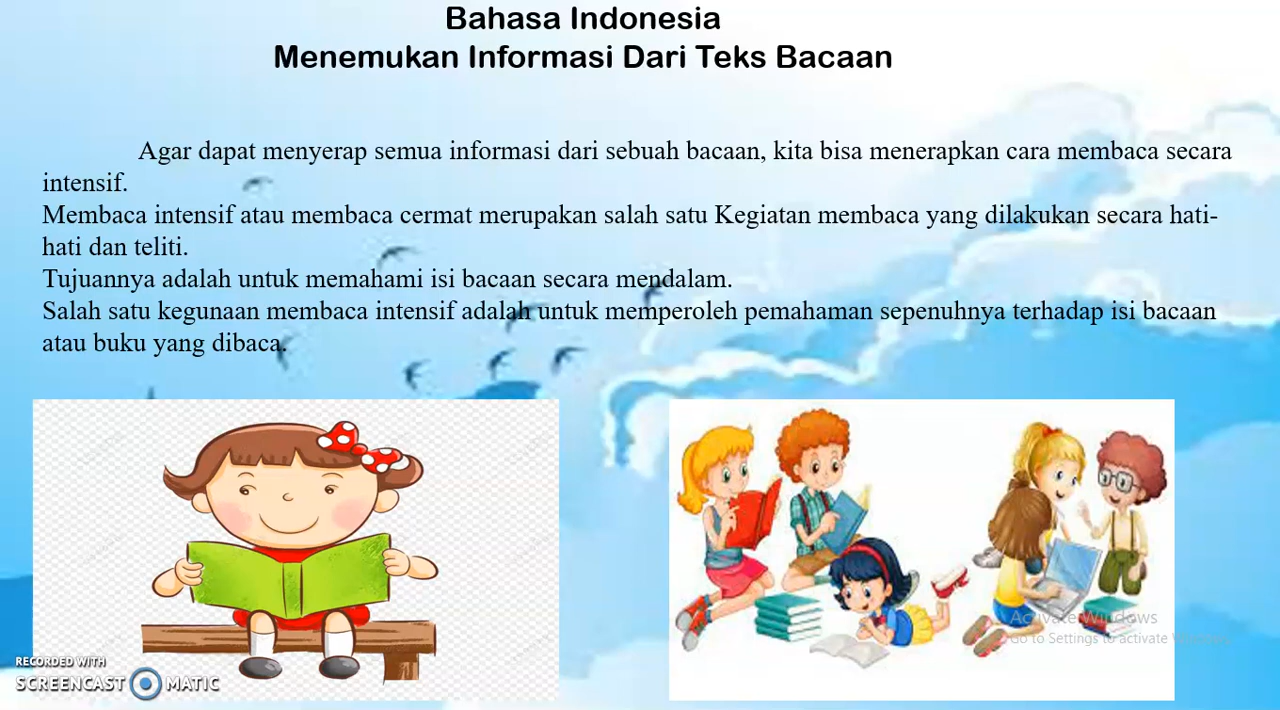 Bahasa Indonesia
Menemukan Informasi Dari Teks Bacaan
Agar dapat menyerap semua informasi dari sebuah bacaan, kita bisa menerapkan cara membaca secara
intensif.
Membaca intensif atau membaca cermat merupakan salah satu Kegiatan membaca yang dilakukan secara hati-
hati dan teliti.
Tujuannya adalah untuk memahami isi bacaan secara mendalam.
Salah satu kegunaan membaca intensif adalah untuk memperoleh pemahaman sepenuhnya terhadap isi bacaan
atau buku yang dibaca.
Activate Windows
Go to Settings to activate Windows.
RECORDED WITH
SCREENCAST MATIC